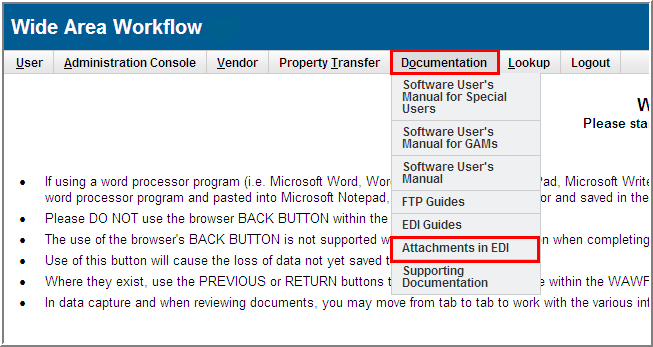 Wide Area Workflow
User Administration Console Vendor Property Transfer Documentation Lookup Logout
Software User's
Manual for Special
Users
Software User's
Manual for GAMs
Software User's
Manual
FTP Guides
EDI Guides
Attachments in EDI
Supporting
Documentation
W
Please sta
• If using a word processor program (i.e. Microsoft Word, Wor Pad, Microsoft Write
word processor program and pasted into Microsoft Notepad, or and saved in the
• Please DO NOT use the browser BACK BUTTON within the
• The use of the browser's BACK BUTTON is not supported w n when completing
• Use of this button will cause the loss of data not yet saved t
• Where they exist, use the PREVIOUS or RETURN buttons t e within the WAWF
• In data capture and when reviewing documents, you may move from tab to tab to work with the various inf